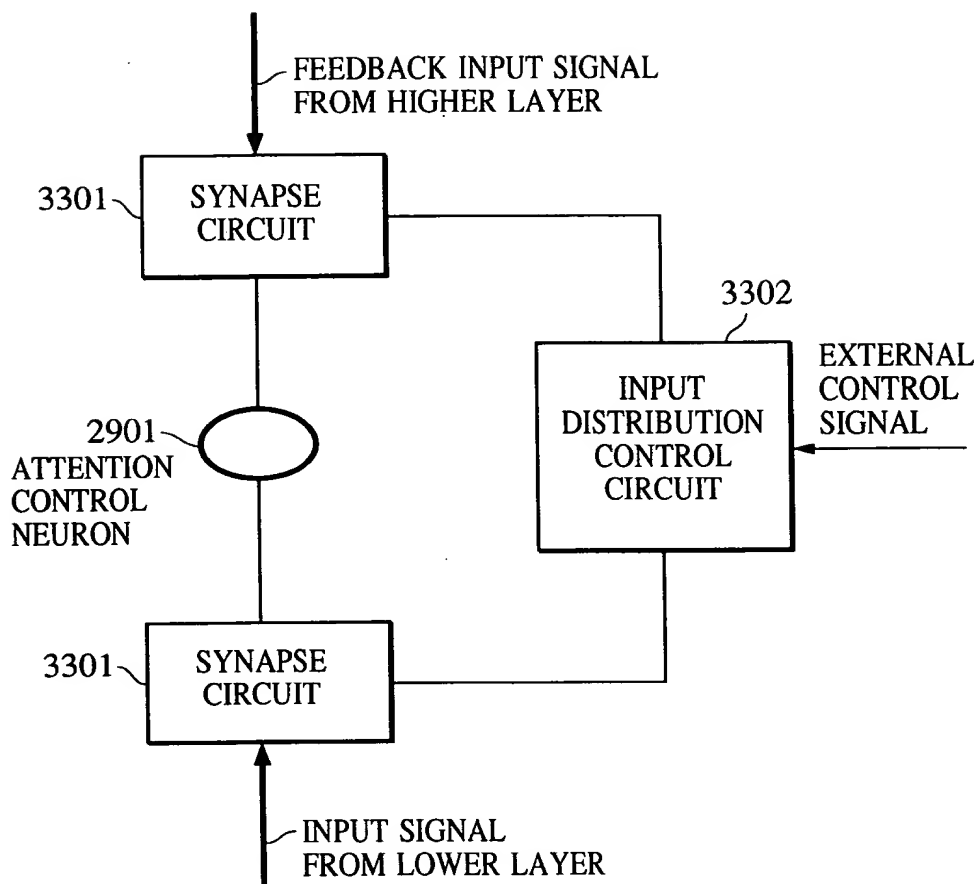 FEEDBACK INPUT SIGNAL
FROM HIGHER LAYER
3301
SYNAPSE
CIRCUIT
3302
INPUT
DISTRIBUTION
CONTROL
CIRCUIT
EXTERNAL
CONTROL
SIGNAL
2901
ATTENTION
CONTROL
NEURON
3301
SYNAPSE
CIRCUIT
INPUT SIGNAL
FROM LOWER LAYER